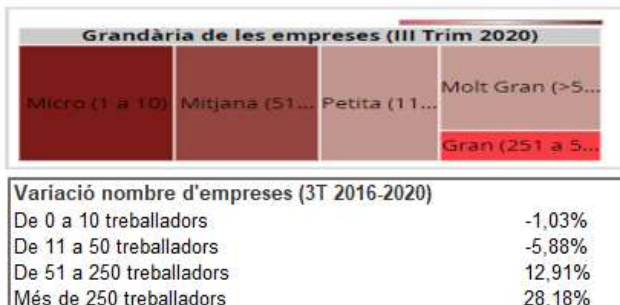 Grandària de les empreses (III Trim 2020)
Micro (1 a 10) Mitjana (51... Petita (11... Molt Gran (>5...
Gran (251 a 5...
Variació nombre d'empreses (3T 2016-2020)
De 0 a 10 treballadors -1,03%
De 11 a 50 treballadors -5,88%
De 51 a 250 treballadors 12,91%
Més de 250 treballadors 28,18%